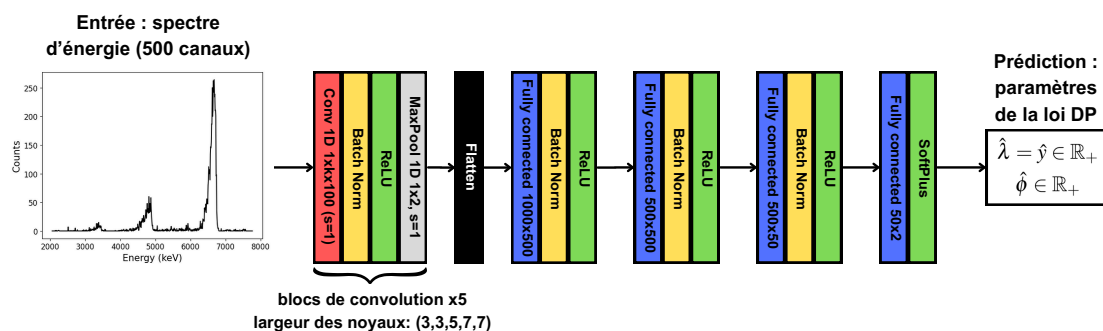 Entrée : spectre
d’énergie (500 canaux)
250
200
150
100
50
0
Counts
2000 3000 4000 5000 6000 7000 8000
Energy (keV)
Conv 1D 1xkx100 (s=1)
Batch Norm
ReLU
MaxPool 1D 1x2, s=1
Flatten
Fully connected 1000x500
Batch Norm
ReLU
Fully connected 500x500
Batch Norm
ReLU
Fully connected 500x50
Batch Norm
ReLU
Fully connected 50x2
SoftPlus
Prédiction :
paramètres
de la loi DP
λ̂ = ŷ ∈ ℝ₊
ϕ̂ ∈ ℝ₊
blocs de convolution x5
largeur des noyaux: (3,3,5,7,7)